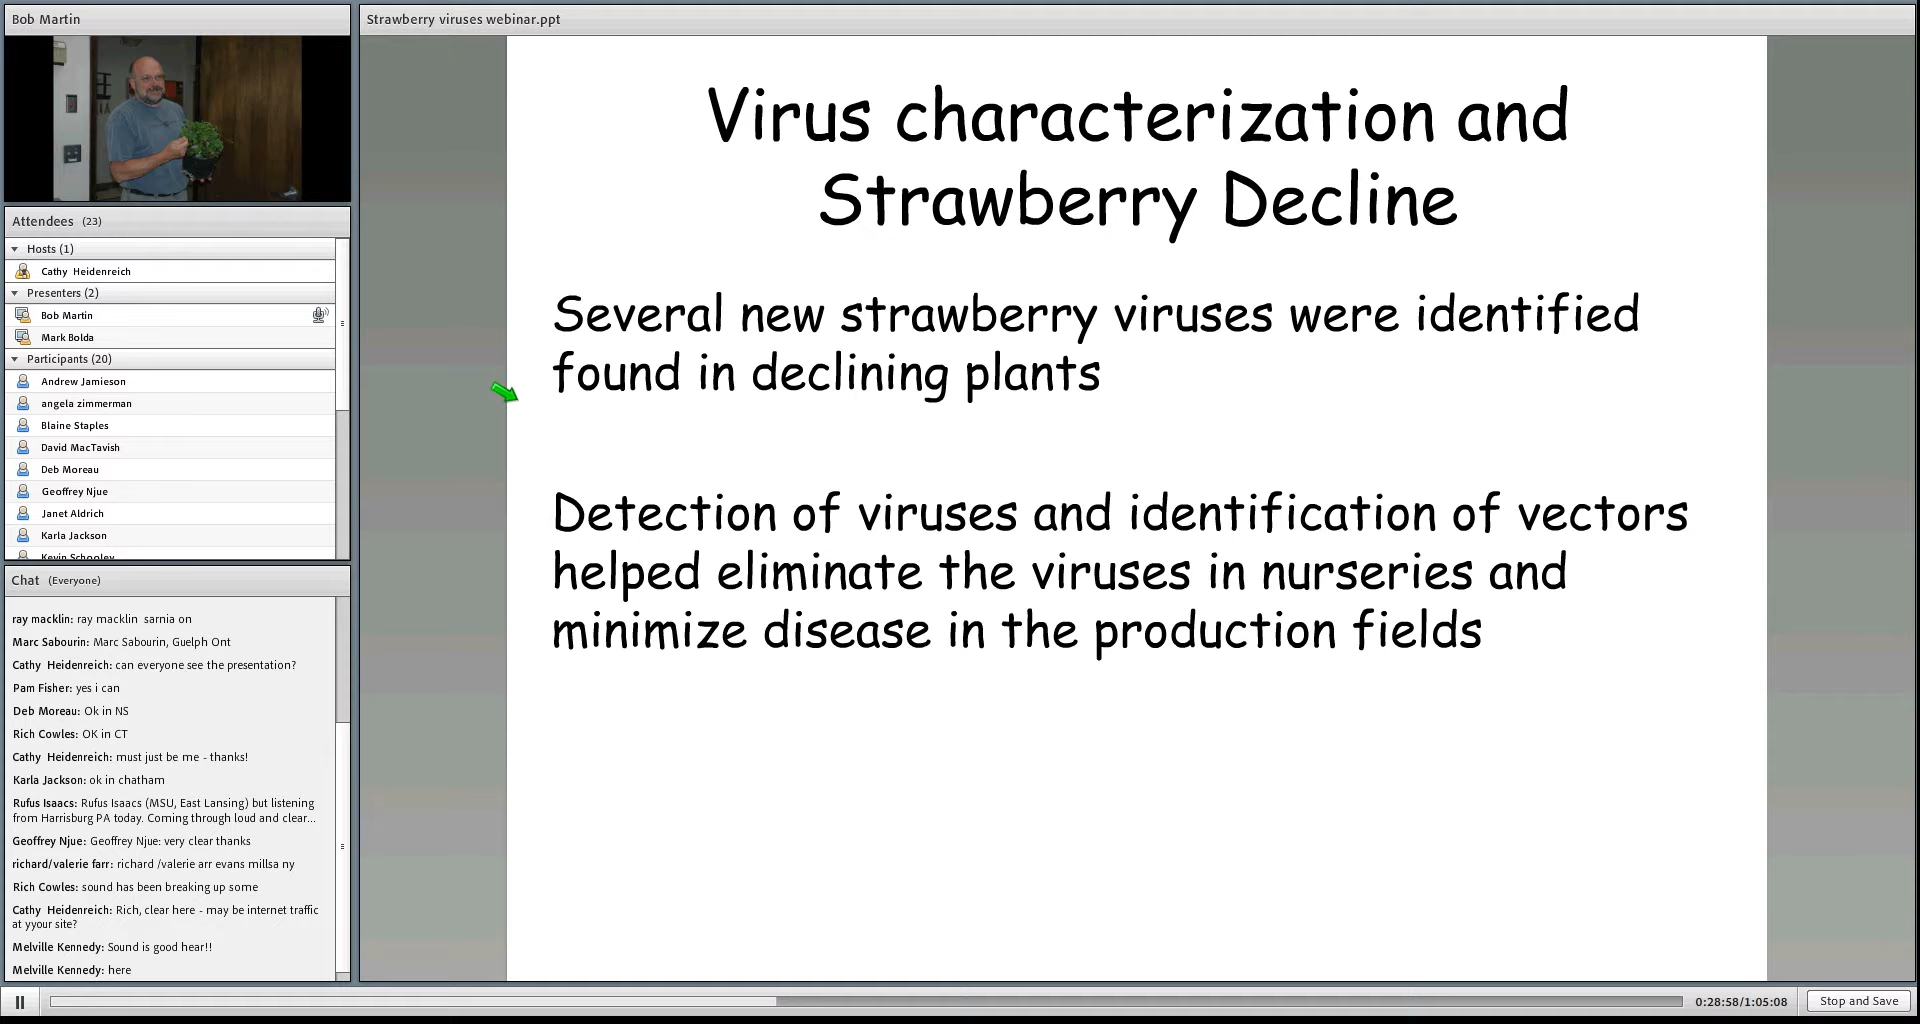 Bob Martin
Attendees (23)
Hosts (1)
Cathy Heidenreich
Presenters (2)
Bob Martin
Mark Bolda
Participants (20)
Andrew Jamieson
angela zimmerman
Blaine Staples
David MacTavish
Deb Moreau
Geoffrey Njue
Janet Aldrich
Karla Jackson
Kevin Schooley
Chat (Everyone)
ray macklin: ray macklin sarnia on
Marc Sabourin: Marc Sabourin, Guelph Ont
Cathy Heidenreich: can everyone see the presentation?
Pam Fisher: yes i can
Deb Moreau: Ok in NS
Rich Cowles: OK in CT
Cathy Heidenreich: must just be me - thanks!
Karla Jackson: ok in chatham
Rufus Isaacs: Rufus Isaacs (MSU, East Lansing) but listening
from Harrisburg PA today. Coming through loud and clear...
Geoffrey Njue: Geoffrey Njue: very clear thanks
richard/valerie farr: richard /valerie arr evans millsa ny
Rich Cowles: sound has been breaking up some
Cathy Heidenreich: Rich, clear here - may be internet traffic
at yyour site?
Melville Kennedy: Sound is good hear!!
Melville Kennedy: here
Strawberry viruses webinar.ppt
Virus characterization and
Strawberry Decline
Several new strawberry viruses were identified
found in declining plants
Detection of viruses and identification of vectors
helped eliminate the viruses in nurseries and
minimize disease in the production fields
0:28:58/1:05:08
Stop and Save